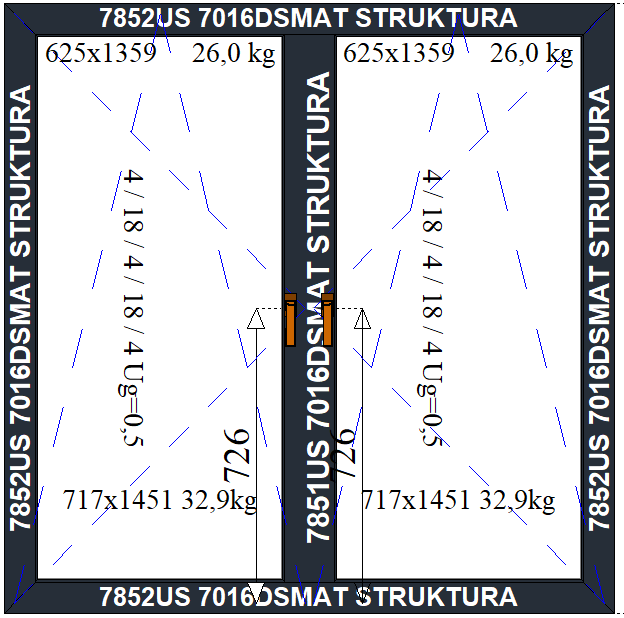 7852US 7016DSMAT STRUKTURA
625x1359 26,0 kg
625x1359 26,0 kg
7852US 7016DSMAT STRUKTURA
4 / 18 / 4 / 18 / 4 Ug=0,5
7851US 7016DSMAT STRUKTURA
4 / 18 / 4 / 18 / 4 Ug=0,5
7852US 7016DSMAT STRUKTURA
726
726
717x1451 32,9kg
717x1451 32,9kg
7852US 7016DSMAT STRUKTURA